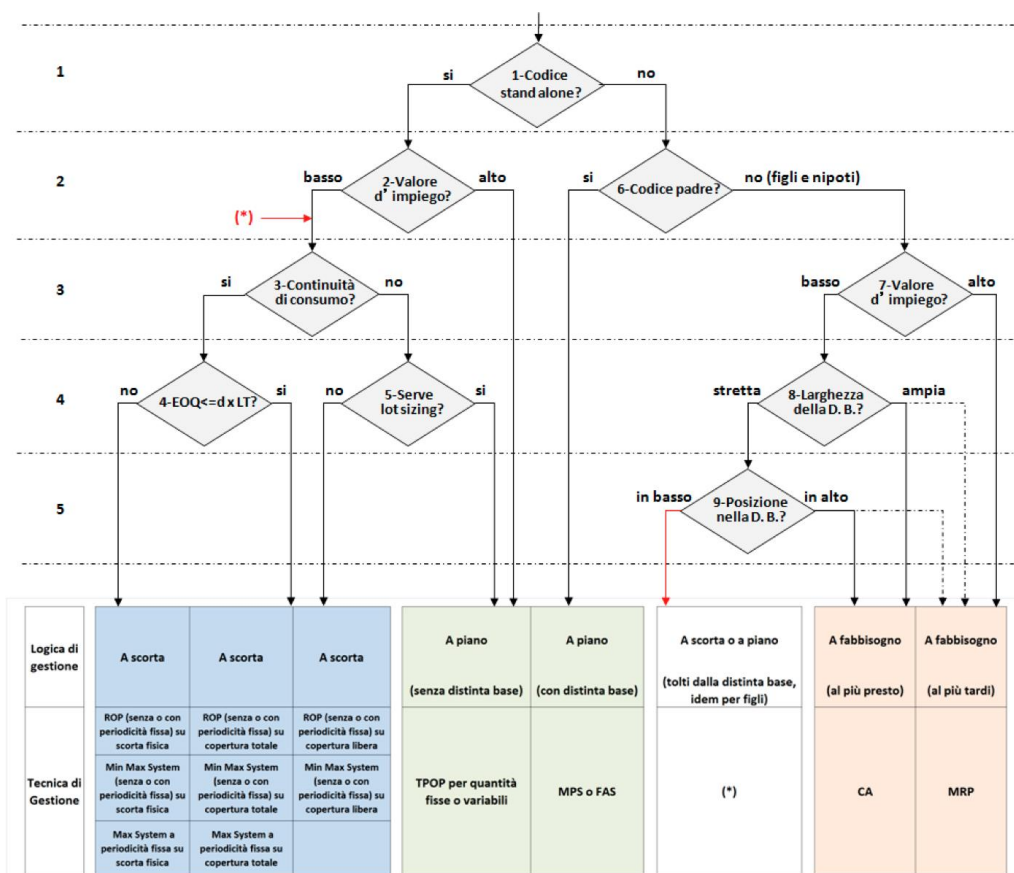 1
si
1-Codice
stand alone?
no
2
basso
2-Valore
d' impiego?
alto
si
6-Codice padre?
no (figli e nipoti)
(*)
3
si
3-Continuità
di consumo?
no
basso
7-Valore
d' impiego?
alto
4
no
4-EOQ<=d x LT?
si
no
5-Serve
lot sizing?
si
stretta
8-Larghezza
della D. B.?
ampia
5
in basso
9-Posizione
nella D. B.?
in alto
Logica di
gestione
A scorta
A scorta
A scorta
A piano
(senza distinta base)
A piano
(con distinta base)
A scorta o a piano
(tolti dalla distinta base,
idem per figli)
A fabbisogno
(al più presto)
A fabbisogno
(al più tardi)
Tecnica di
Gestione
ROP (senza o con
periodicità fissa) su
scorta fisica
ROP (senza o con
periodicità fissa) su
copertura totale
ROP (senza o con
periodicità fissa) su
copertura libera
Min Max System
(senza o con
periodicità fissa) su
scorta fisica
Min Max System
(senza o con
periodicità fissa) su
copertura totale
Min Max System
(senza o con
periodicità fissa) su
copertura libera
Max System a
periodicità fissa su
scorta fisica
Max System a
periodicità fissa su
copertura totale
TPOP per quantità
fisse o variabili
MPS o FAS
(*)
CA
MRP